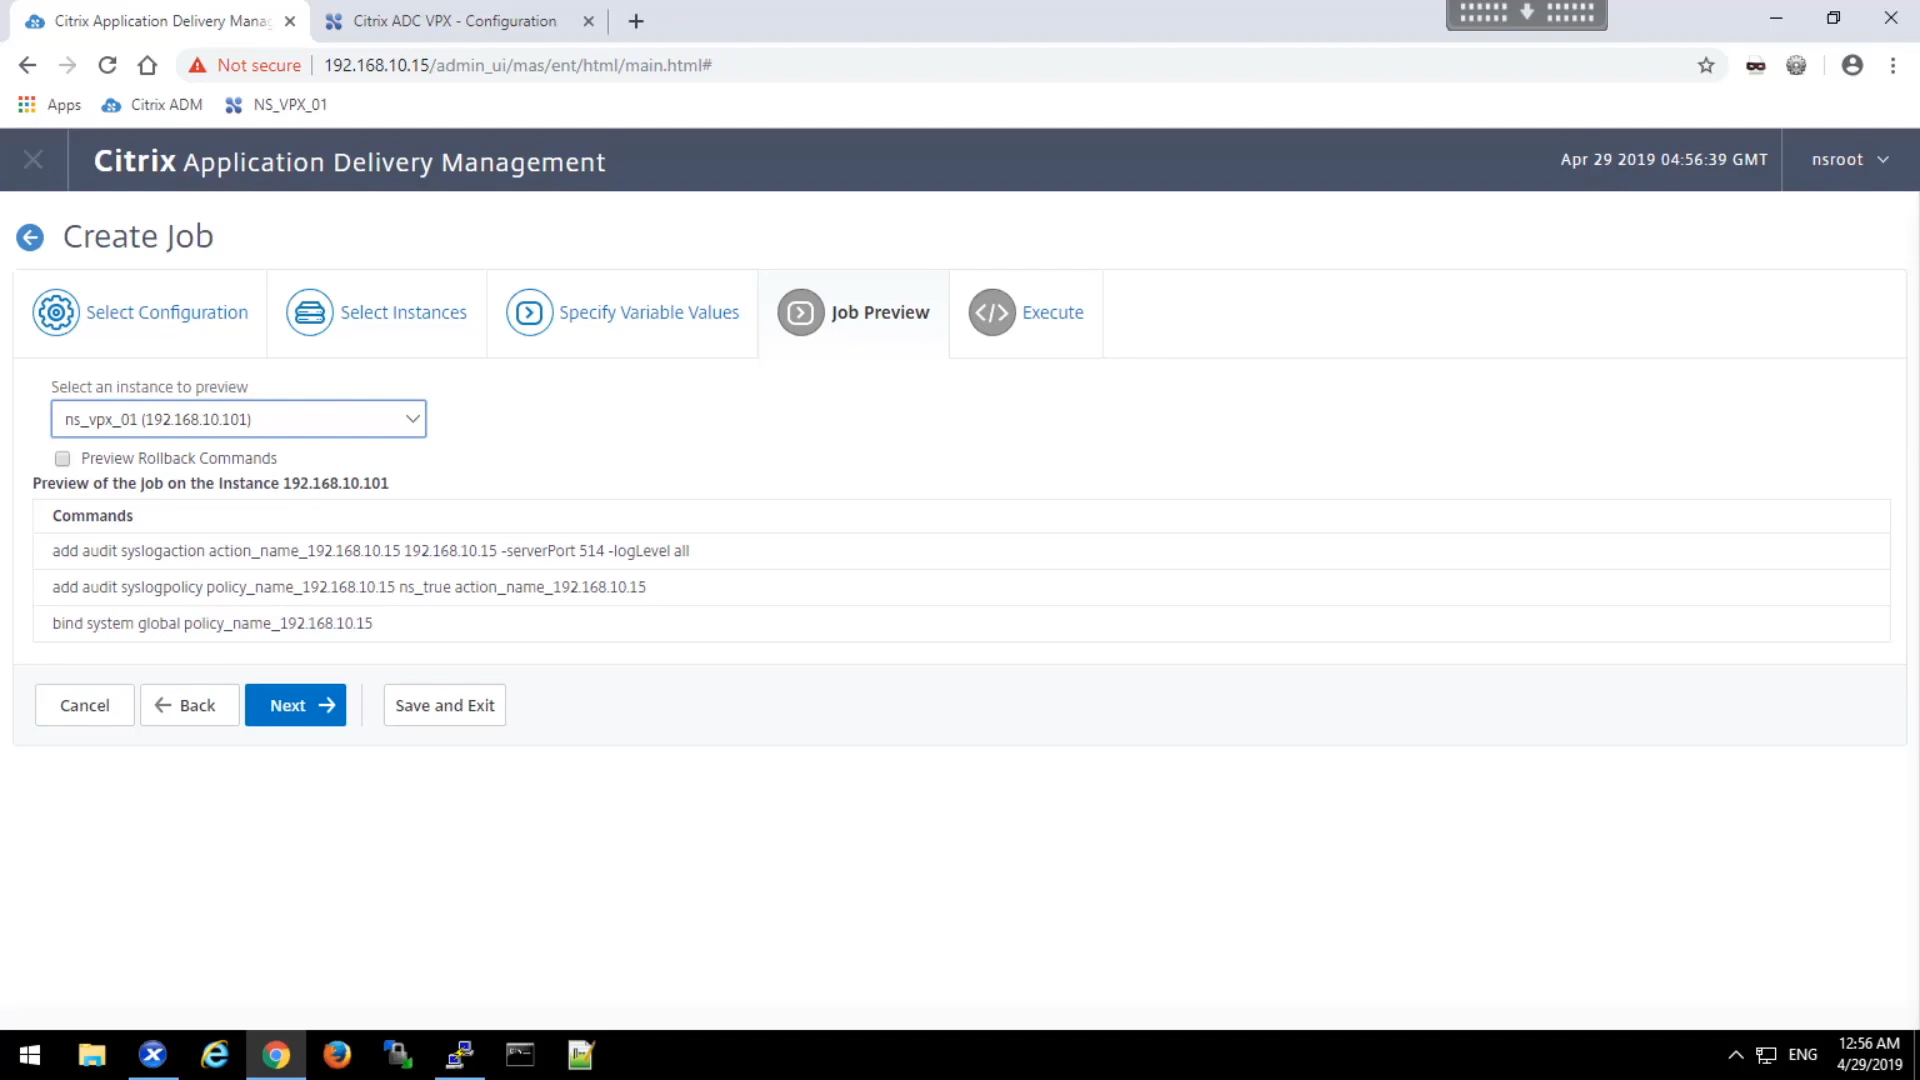 Citrix Application Delivery Manag
Citrix ADC VPX - Configuration
Not secure
192.168.10.15/admin_ui/mas/ent/html/main.html#
Apps
Citrix ADM
NS_VPX_01
Citrix Application Delivery Management
Apr 29 2019 04:56:39 GMT
nsroot
Create Job
Select Configuration
Select Instances
Specify Variable Values
Job Preview
Execute
Select an instance to preview
ns_vpx_01 (192.168.10.101)
Preview Rollback Commands
Preview of the Job on the Instance 192.168.10.101
Commands
add audit syslogaction action_name_192.168.10.15 192.168.10.15 -serverPort 514 -logLevel all
add audit syslogpolicy policy_name_192.168.10.15 ns_true action_name_192.168.10.15
bind system global policy_name_192.168.10.15
Cancel
Back
Next
Save and Exit
ENG
12:56 AM
4/29/2019